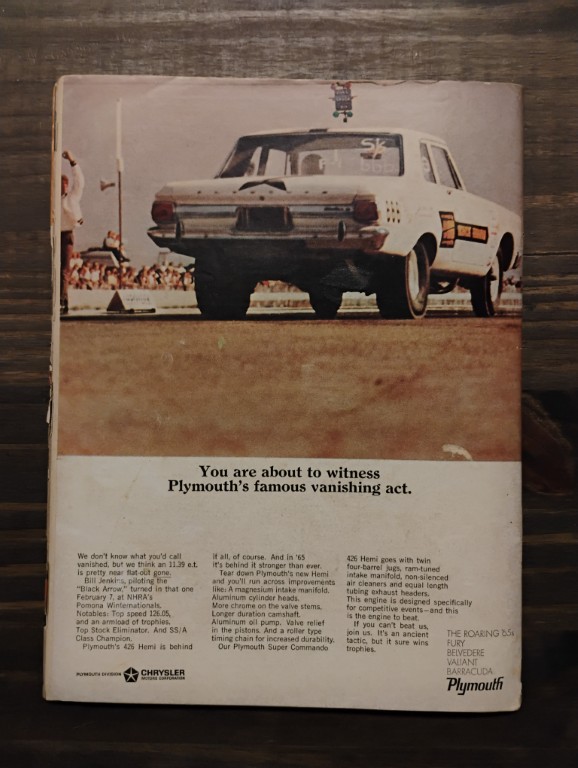 SK
You are about to witness
Plymouth's famous vanishing act.
We don't know what you'd call
vanished, but we think an 11.39 e.t.
is pretty near flat-out gone.
Bill Jenkins, piloting the
"Black Arrow," turned in that one
February 7, at NHRA's
Pomona Winternationals.
Notables: Top speed 126.05,
and an armload of trophies,
Top Stock Eliminator. And SS/A
Class Champion.
Plymouth's 426 Hemi is behind
it all, of course. And in '65
it's behind it stronger than ever.
Tear down Plymouth's new Hemi
and you'll run across improvements
like: A magnesium intake manifold.
Aluminum cylinder heads.
More chrome on the valve stems.
Longer duration camshaft.
Aluminum oil pump. Valve relief
in the pistons. And a roller type
timing chain for increased durability.
Our Plymouth Super Commando
426 Hemi goes with twin
four-barrel jugs, ram-tuned
intake manifold, non-silenced
air cleaners and equal length
tubing exhaust headers.
This engine is designed specifically
for competitive events—and this
is the engine to beat.
If you can't beat us,
join us. It's an ancient
tactic, but it sure wins
trophies.
THE ROARING '65s
FURY
BELVEDERE
VALIANT
BARRACUDA
Plymouth
PLYMOUTH DIVISION CHRYSLER
MOTORS CORPORATION